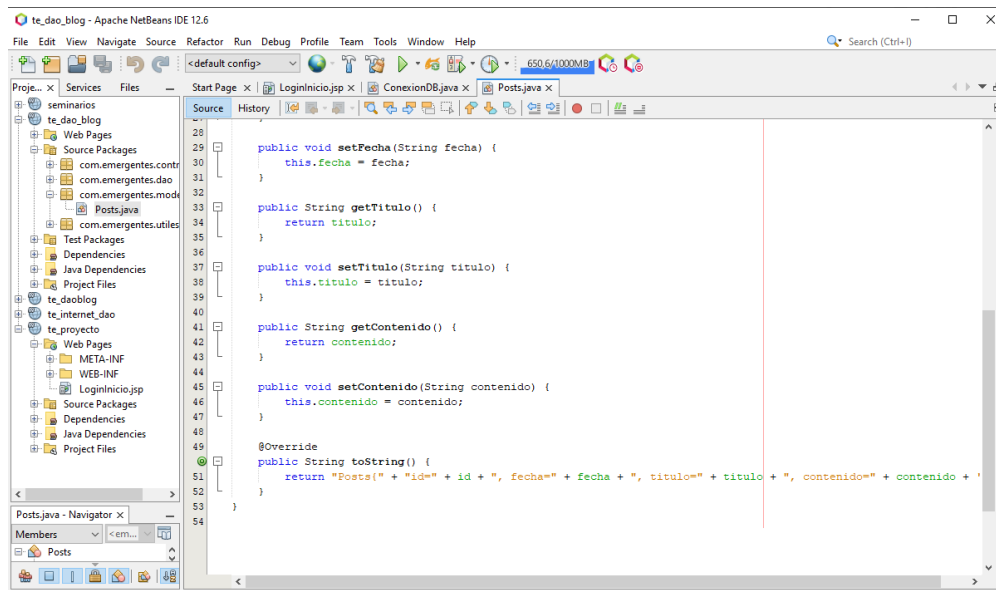 te_dao_blog - Apache NetBeans IDE 12.6
File Edit View Navigate Source Refactor Run Debug Profile Team Tools Window Help
Search (Ctrl+I)
<default config>
650,6/1000MB
Proje... × Services Files
Start Page × LoginInicio.jsp × ConexionDB.java × Posts.java ×
Source History
seminarios
te_dao_blog
Web Pages
Source Packages
com.emergentes.contr
com.emergentes.dao
com.emergentes.mode
Posts.java
com.emergentes.utiles
Test Packages
Dependencies
Java Dependencies
Project Files
te_daoblog
te_internet_dao
te_proyecto
Web Pages
META-INF
WEB-INF
LoginInicio.jsp
Source Packages
Dependencies
Java Dependencies
Project Files
Posts.java - Navigator ×
Members <em...
Posts
28
29 public void setFecha(String fecha) {
30 this.fecha = fecha;
31 }
32
33 public String getTitulo() {
34 return titulo;
35 }
36
37 public void setTitulo(String titulo) {
38 this.titulo = titulo;
39 }
40
41 public String getContenido() {
42 return contenido;
43 }
44
45 public void setContenido(String contenido) {
46 this.contenido = contenido;
47 }
48
49 @Override
public String toString() {
51 return "Posts{" + "id=" + id + ", fecha=" + fecha + ", titulo=" + titulo + ", contenido=" + contenido + '
52 }
53 }
54